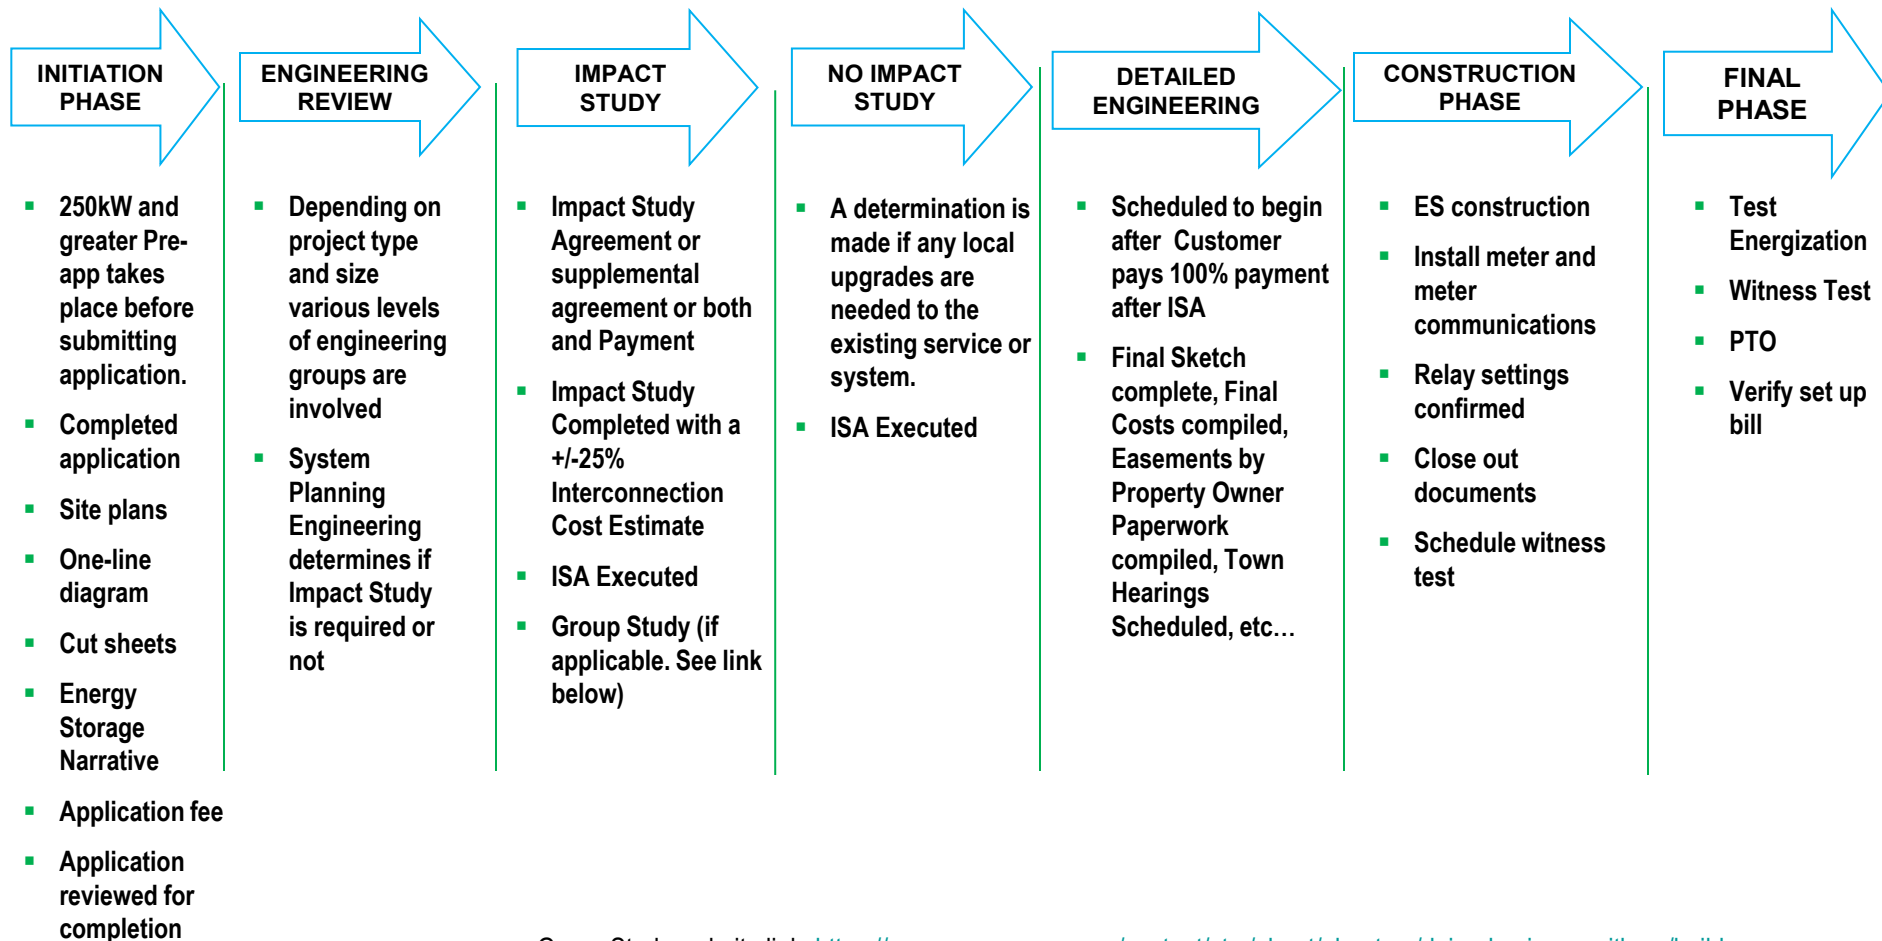 INITIATION
PHASE
250kW and
greater Pre-
app takes
place before
submitting
application.
Completed
application
Site plans
One-line
diagram
Cut sheets
Energy
Storage
Narrative
Application fee
Application
reviewed for
completion
ENGINEERING
REVIEW
Depending on
project type
and size
various levels
of engineering
groups are
involved
System
Planning
Engineering
determines if
Impact Study
is required or
not
IMPACT
STUDY
Impact Study
Agreement or
supplemental
agreement or both
and Payment
Impact Study
Completed with a
+/-25%
Interconnection
Cost Estimate
ISA Executed
Group Study (if
applicable. See link
below)
NO IMPACT
STUDY
A determination is
made if any local
upgrades are
needed to the
existing service or
system.
ISA Executed
DETAILED
ENGINEERING
Scheduled to begin
after Customer
pays 100% payment
after ISA
Final Sketch
complete, Final
Costs compiled,
Easements by
Property Owner
Paperwork
compiled, Town
Hearings
Scheduled, etc…
CONSTRUCTION
PHASE
ES construction
Install meter and
meter
communications
Relay settings
confirmed
Close out
documents
Schedule witness
test
FINAL
PHASE
Test
Energization
Witness Test
PTO
Verify set up
bill